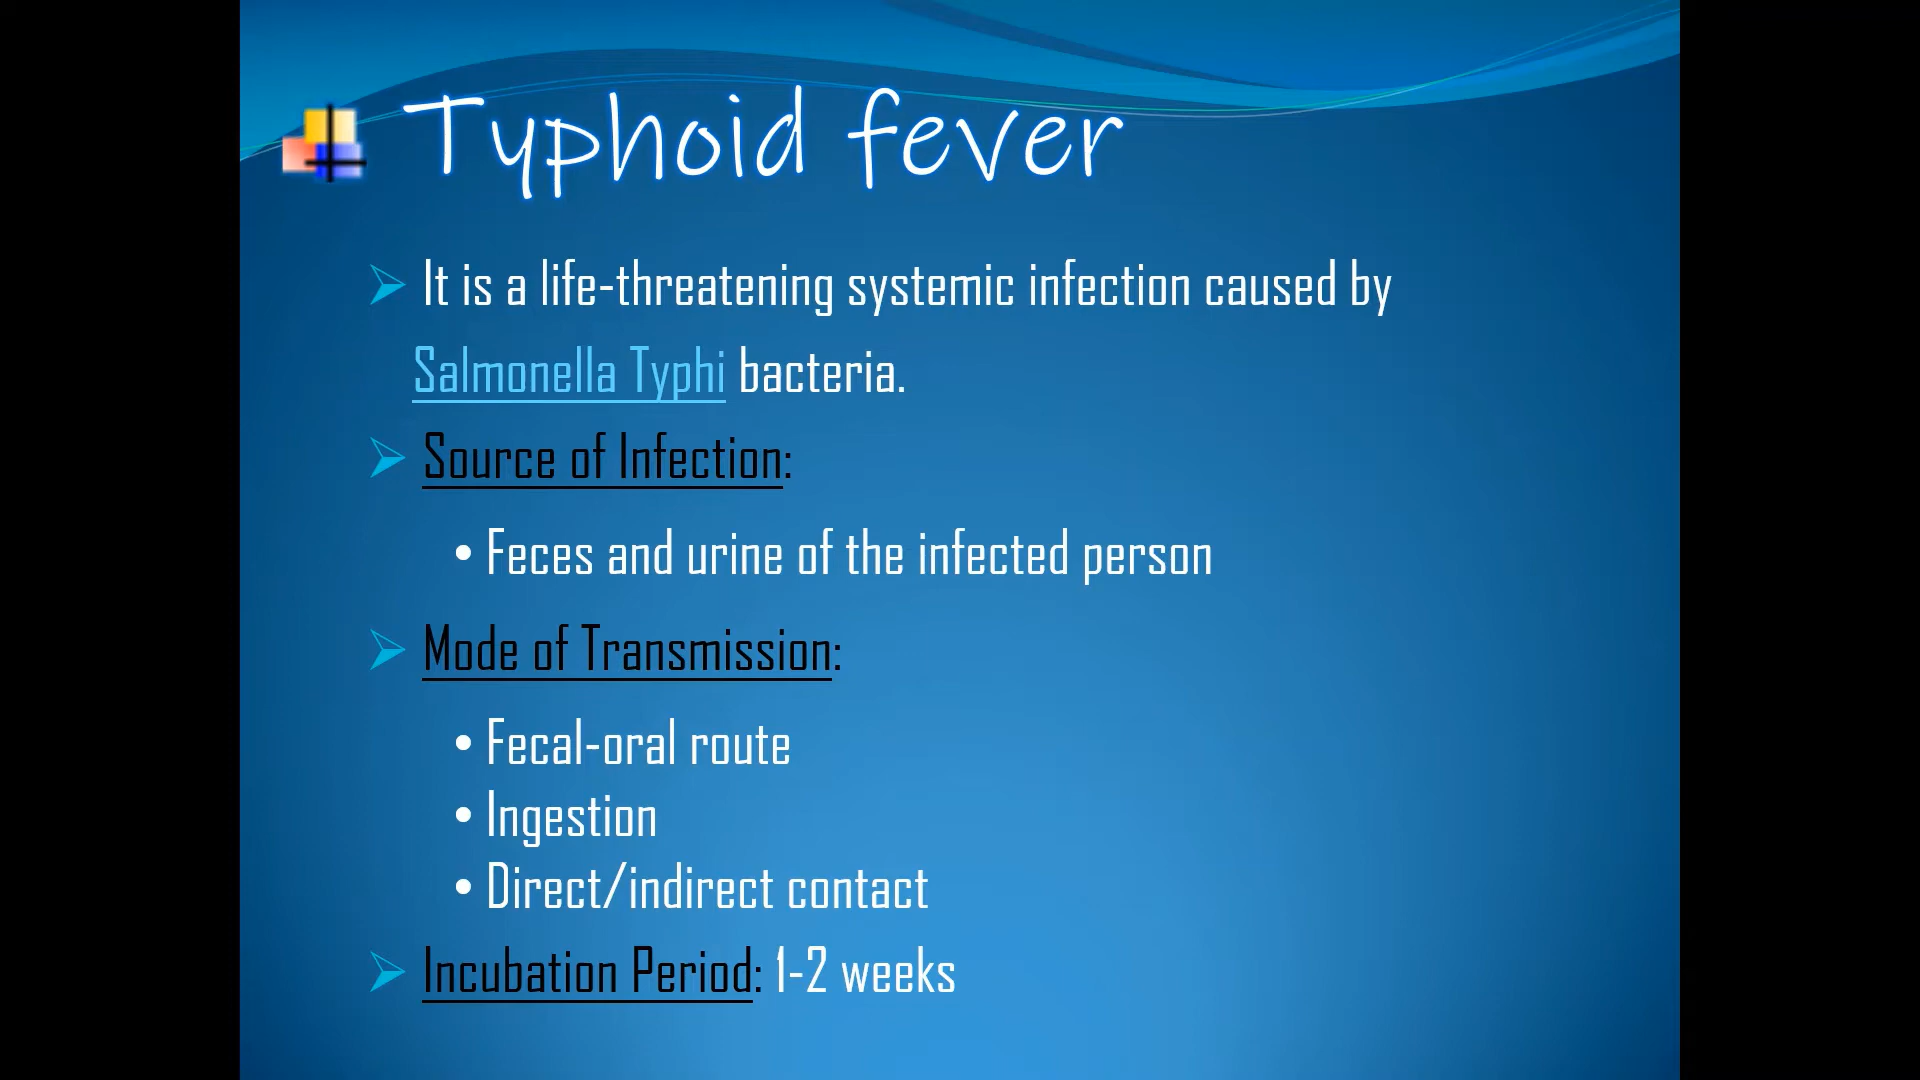 Typhoid fever
➢ It is a life-threatening systemic infection caused by
Salmonella Typhi bacteria.
➢ Source of Infection:
• Feces and urine of the infected person
➢ Mode of Transmission:
• Fecal-oral route
• Ingestion
• Direct/indirect contact
➢ Incubation Period: 1-2 weeks